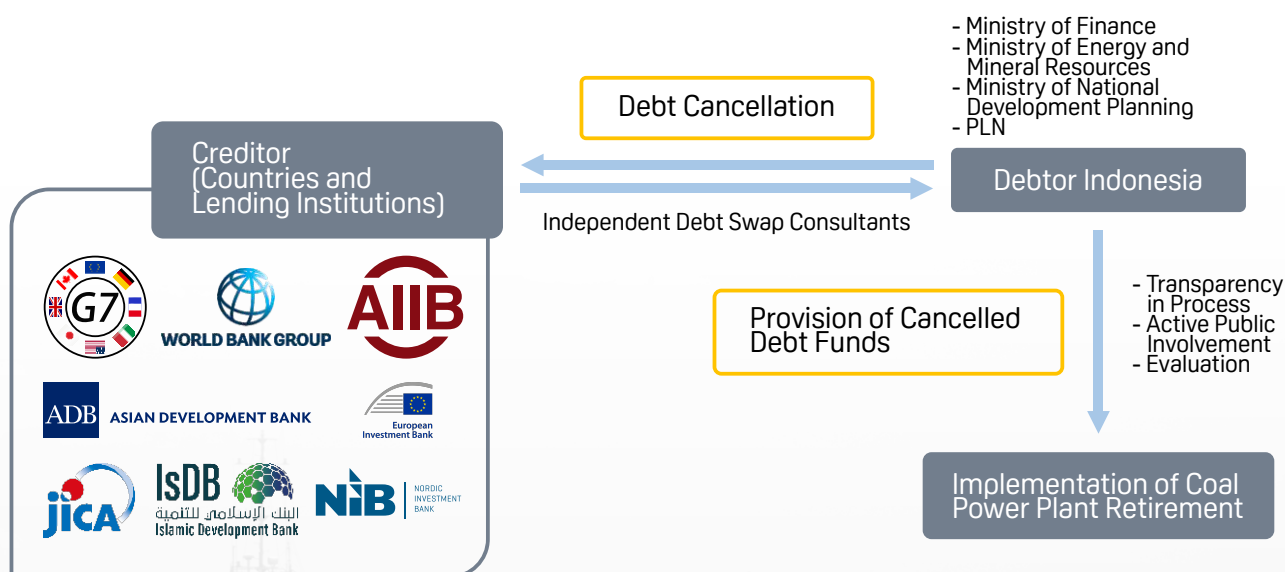 - Ministry of Finance
- Ministry of Energy and
Mineral Resources
- Ministry of National
Development Planning
- PLN
Debt Cancellation
Creditor
(Countries and
Lending Institutions)
Debtor Indonesia
Independent Debt Swap Consultants
G7
WORLD BANK GROUP
AIIB
- Transparency
in Process
- Active Public
Involvement
- Evaluation
Provision of Cancelled
Debt Funds
ADB ASIAN DEVELOPMENT BANK
European
Investment Bank
jICA
IsDB
البنك الإسلامي للتنمية
Islamic Development Bank
NIB
NORDIC
INVESTMENT
BANK
Implementation of Coal
Power Plant Retirement